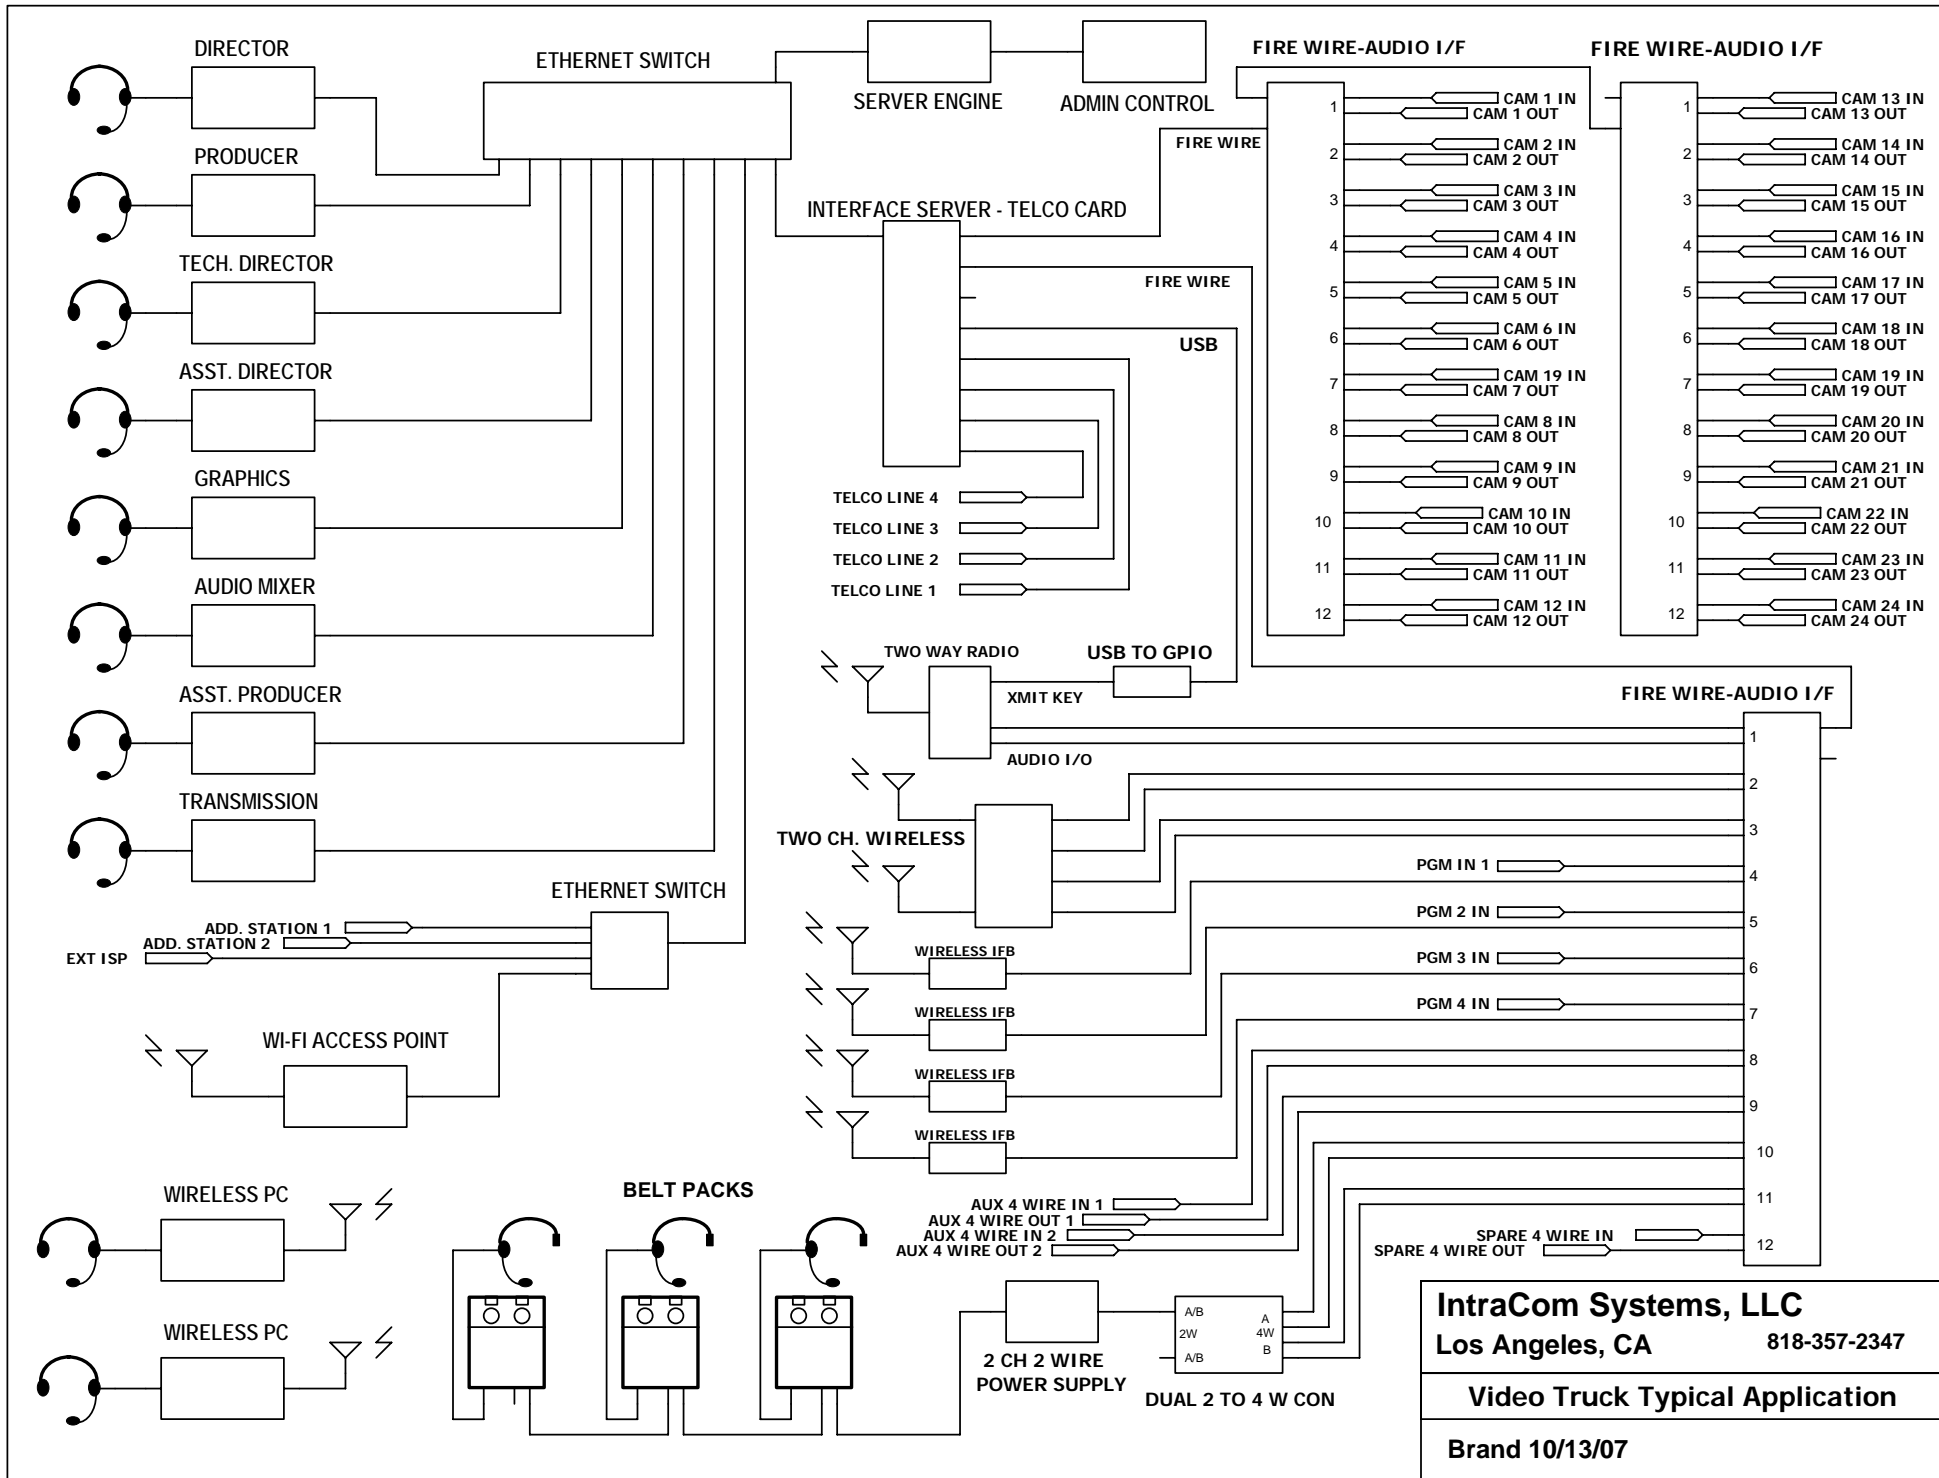 DIRECTOR
PRODUCER
TECH. DIRECTOR
ASST. DIRECTOR
GRAPHICS
AUDIO MIXER
ASST. PRODUCER
TRANSMISSION
ETHERNET SWITCH
SERVER ENGINE
ADMIN CONTROL
INTERFACE SERVER - TELCO CARD
FIRE WIRE
FIRE WIRE
USB
TELCO LINE 4
TELCO LINE 3
TELCO LINE 2
TELCO LINE 1
FIRE WIRE-AUDIO I/F
1
CAM 1 IN
CAM 1 OUT
2
CAM 2 IN
CAM 2 OUT
3
CAM 3 IN
CAM 3 OUT
4
CAM 4 IN
CAM 4 OUT
5
CAM 5 IN
CAM 5 OUT
6
CAM 6 IN
CAM 6 OUT
7
CAM 19 IN
CAM 7 OUT
8
CAM 8 IN
CAM 8 OUT
9
CAM 9 IN
CAM 9 OUT
10
CAM 10 IN
CAM 10 OUT
11
CAM 11 IN
CAM 11 OUT
12
CAM 12 IN
CAM 12 OUT
FIRE WIRE-AUDIO I/F
1
CAM 13 IN
CAM 13 OUT
2
CAM 14 IN
CAM 14 OUT
3
CAM 15 IN
CAM 15 OUT
4
CAM 16 IN
CAM 16 OUT
5
CAM 17 IN
CAM 17 OUT
6
CAM 18 IN
CAM 18 OUT
7
CAM 19 IN
CAM 19 OUT
8
CAM 20 IN
CAM 20 OUT
9
CAM 21 IN
CAM 21 OUT
10
CAM 22 IN
CAM 22 OUT
11
CAM 23 IN
CAM 23 OUT
12
CAM 24 IN
CAM 24 OUT
TWO WAY RADIO
USB TO GPIO
XMIT KEY
AUDIO I/O
TWO CH. WIRELESS
WIRELESS IFB
WIRELESS IFB
WIRELESS IFB
WIRELESS IFB
FIRE WIRE-AUDIO I/F
1
2
3
4
5
6
7
8
9
10
11
12
PGM IN 1
PGM 2 IN
PGM 3 IN
PGM 4 IN
AUX 4 WIRE IN 1
AUX 4 WIRE OUT 1
AUX 4 WIRE IN 2
AUX 4 WIRE OUT 2
SPARE 4 WIRE IN
SPARE 4 WIRE OUT
ETHERNET SWITCH
ADD. STATION 1
ADD. STATION 2
EXT ISP
WI-FI ACCESS POINT
WIRELESS PC
WIRELESS PC
BELT PACKS
2 CH 2 WIRE
POWER SUPPLY
A/B
2W
A/B
A
4W
B
DUAL 2 TO 4 W CON
IntraCom Systems, LLC
Los Angeles, CA 818-357-2347
Video Truck Typical Application
Brand 10/13/07